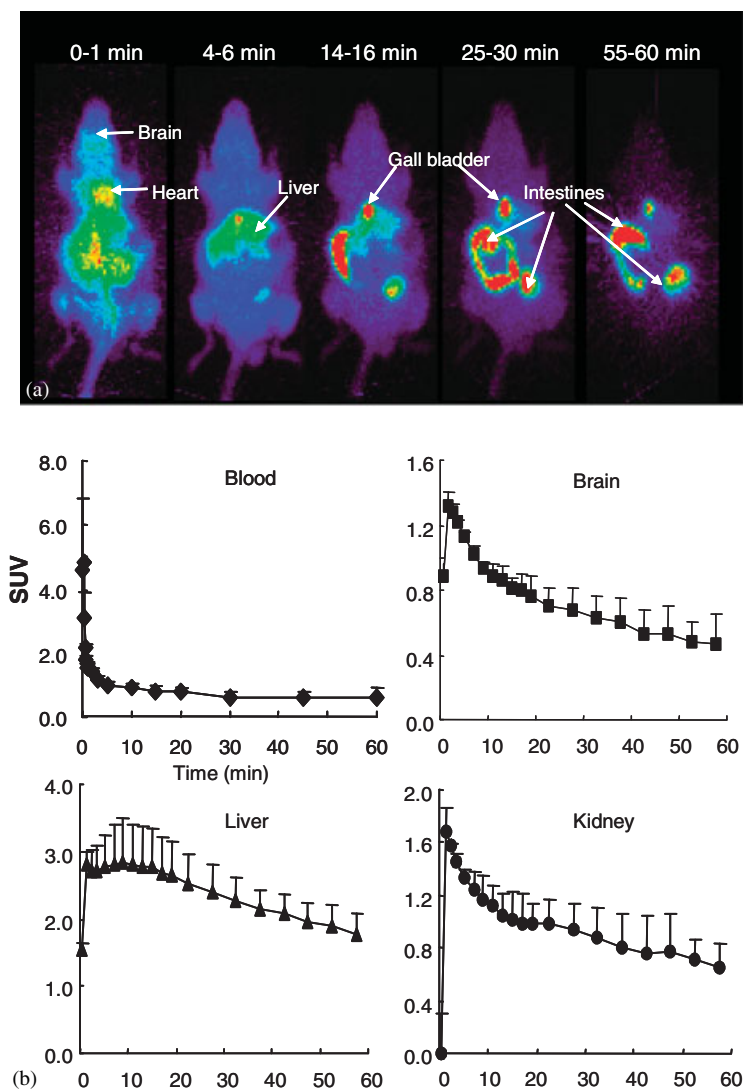 0-1 min 4-6 min 14-16 min 25-30 min 55-60 min
Brain
Heart
Liver
Gall bladder
Intestines
(a)
Blood
SUV
8.0
6.0
4.0
2.0
0.0
0 10 20 30 40 50 60
Time (min)
Brain
1.6
1.2
0.8
0.4
0.0
0 10 20 30 40 50 60
Liver
4.0
3.0
2.0
1.0
0.0
0 10 20 30 40 50 60
Kidney
2.0
1.6
1.2
0.8
0.4
0.0
0 10 20 30 40 50 60
(b)